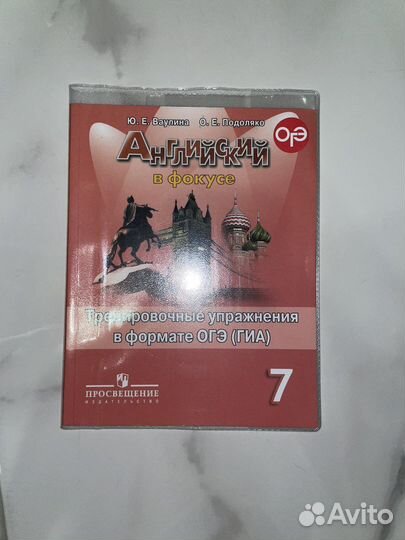 Ю. Е. Ваулина О. Е. Подоляко
ОГЭ
Английский
в фокусе
Тренировочные упражнения
в формате ОГЭ (ГИА)
ПРОСВЕЩЕНИЕ
ИЗДАТЕЛЬСТВО
7
Avito